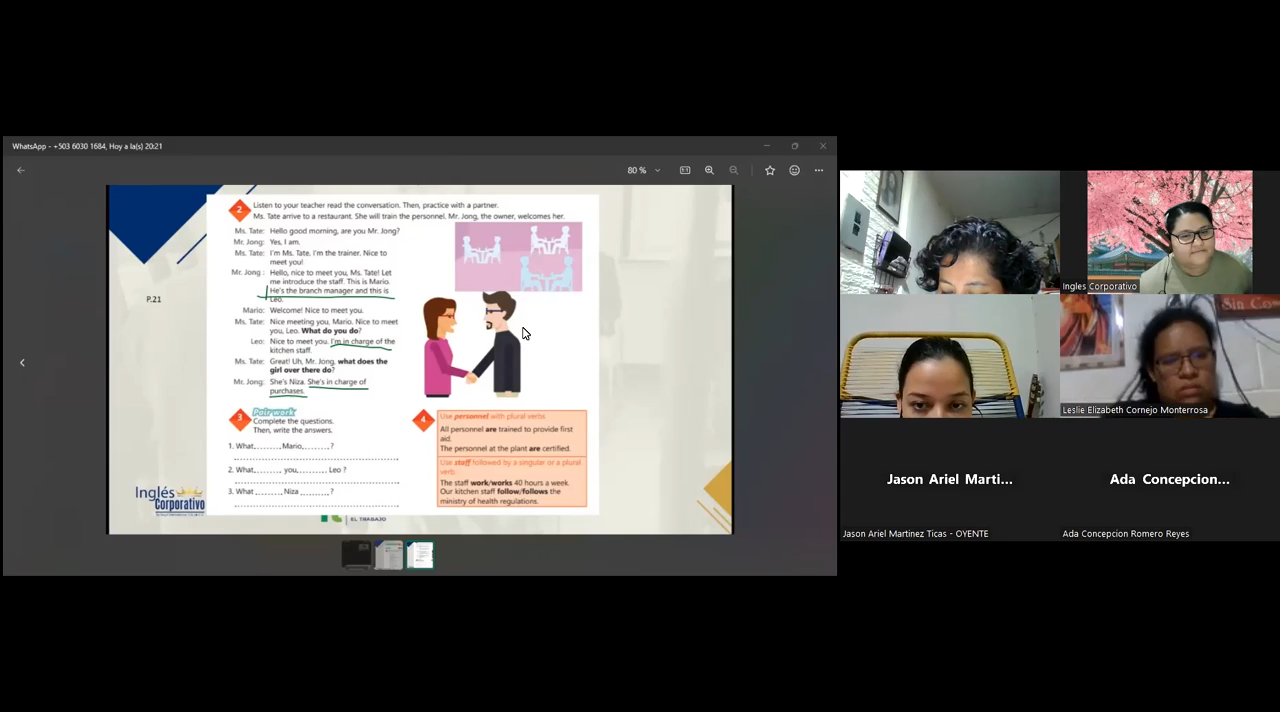 WhatsApp - +503 6030 1684, Hoy a la(s) 20:21
80 %
2
Listen to your teacher read the conversation. Then, practice with a partner.
Ms. Tate arrive to a restaurant. She will train the personnel. Mr. Jong, the owner, welcomes her.
Ms. Tate: Hello good morning, are you Mr. Jong?
Mr. Jong: Yes, I am.
Ms. Tate: I'm Ms. Tate, I'm the trainer. Nice to
meet you!
Mr. Jong : Hello, nice to meet you, Ms. Tate! Let
me introduce the staff. This is Mario.
He's the branch manager and this is
Leo.
Mario: Welcome! Nice to meet you.
Ms. Tate: Nice meeting you, Mario. Nice to meet
you, Leo. What do you do?
Leo: Nice to meet you. I'm in charge of the
kitchen staff.
Ms. Tate: Great! Uh, Mr. Jong, what does the
girl over there do?
Mr. Jong: She's Niza. She's in charge of
purchases.
P.21
3
Pair work
Complete the questions.
Then, write the answers.
1. What........, Mario,........?
2. What........, you,........, Leo ?
3. What ........, Niza ........ ?
4
Use personnel with plural verbs
All personnel are trained to provide first
aid.
The personnel at the plant are certified.
Use staff followed by a singular or a plural
verb
The staff work/works 40 hours a week.
Our kitchen staff follow/follows the
ministry of health regulations.
Inglés
Corporativo
EL TRABAJO
Ingles Corporativo
Leslie Elizabeth Cornejo Monterrosa
Jason Ariel Marti...
Jason Ariel Martinez Ticas - OYENTE
Ada Concepcion...
Ada Concepcion Romero Reyes